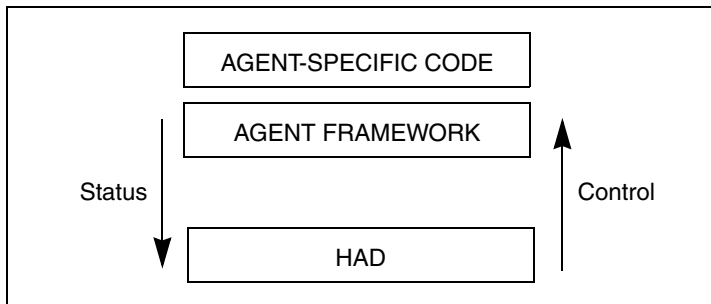 AGENT-SPECIFIC CODE
AGENT FRAMEWORK
Status
Control
HAD